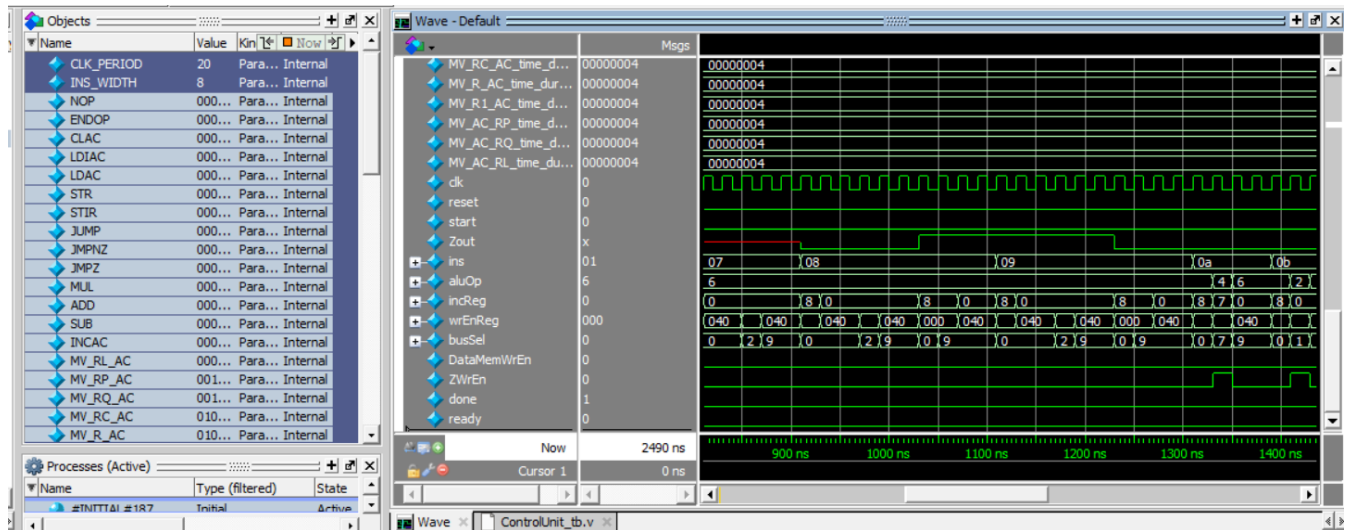 Objects
Name Value Kin Now
CLK_PERIOD 20 Para... Internal
INS_WIDTH 8 Para... Internal
NOP 000... Para... Internal
ENDOP 000... Para... Internal
CLAC 000... Para... Internal
LDIAC 000... Para... Internal
LDAC 000... Para... Internal
STR 000... Para... Internal
STIR 000... Para... Internal
JUMP 000... Para... Internal
JMPNZ 000... Para... Internal
JMPZ 000... Para... Internal
MUL 000... Para... Internal
ADD 000... Para... Internal
SUB 000... Para... Internal
INCAC 000... Para... Internal
MV_RL_AC 000... Para... Internal
MV_RP_AC 001... Para... Internal
MV_RQ_AC 001... Para... Internal
MV_RC_AC 010... Para... Internal
MV_R_AC 010... Para... Internal
Processes (Active)
Name Type (filtered) State
#INITIAL#187 Initial Active
Wave - Default
Msgs
MV_RC_AC_time_d... 00000004 00000004
MV_R_AC_time_dur... 00000004 00000004
MV_R1_AC_time_d... 00000004 00000004
MV_AC_RP_time_d... 00000004 00000004
MV_AC_RQ_time_d... 00000004 00000004
MV_AC_RL_time_du... 00000004 00000004
clk 0
reset 0
start 0
Zout x
ins 01 07 08 09 0a 0b
aluOp 6 6 4 6 2
incReg 0 0 8 0 8 0 8 0 8 0 8 7 0 8 0
wrEnReg 000 040 040 040 040 000 040 040 040 000 040 040
busSel 0 0 2 9 0 2 9 0 9 0 2 9 0 9 0 7 9 0 1
DataMemWrEn 0
ZWrEn 0
done 1
ready 0
Now 2490 ns 900 ns 1000 ns 1100 ns 1200 ns 1300 ns 1400 ns
Cursor 1 0 ns
Wave ControlUnit_tb.v